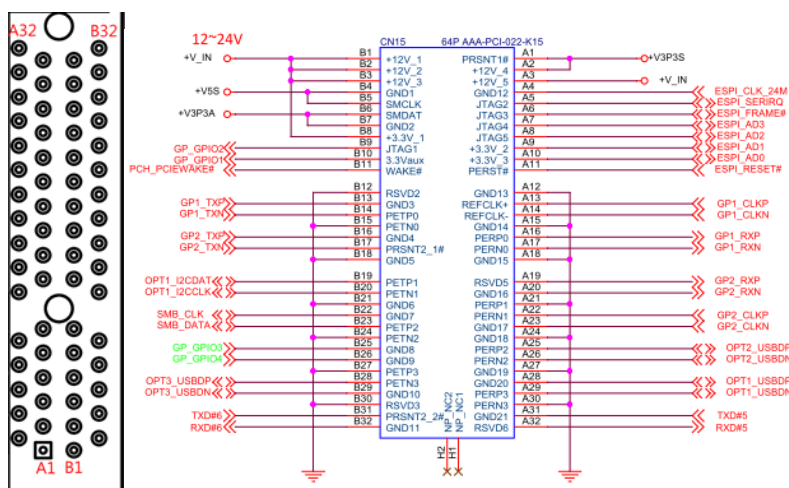 A32 B32
A1 B1
12~24V
CN15 64P AAA-PCI-022-K15
+V_IN B1 +12V_1 PRSNT1# A1 +V3P3S
B2 +12V_2 +12V_4 A2
B3 +12V_3 +12V_5 A3 +V_IN
+V5S B4 GND1 GND12 A4 ESPI_CLK_24M
B5 SMCLK JTAG2 A5 ESPI_SERIRQ
+V3P3A B6 SMDAT JTAG3 A6 ESPI_FRAME#
B7 GND2 JTAG4 A7 ESPI_AD3
B8 +3.3V_1 JTAG5 A8 ESPI_AD2
GP_GPIO2 B9 JTAG1 +3.3V_2 A9 ESPI_AD1
GP_GPIO1 B10 3.3Vaux +3.3V_3 A10 ESPI_AD0
PCH_PCIEWAKE# B11 WAKE# PERST# A11 ESPI_RESET#
B12 RSVD2 GND13 A12
GP1_TXP B13 GND3 REFCLK+ A13 GP1_CLKP
GP1_TXN B14 PETP0 REFCLK- A14 GP1_CLKN
B15 PETN0 GND14 A15
GP2_TXP B16 GND4 PERP0 A16 GP1_RXP
GP2_TXN B17 PRSNT2_1# PERN0 A17 GP1_RXN
B18 GND5 GND15 A18
OPT1_I2CDAT B19 PETP1 RSVD5 A19 GP2_RXP
OPT1_I2CCLK B20 PETN1 GND16 A20 GP2_RXN
B21 GND6 PERP1 A21
SMB_CLK B22 GND7 PERN1 A22 GP2_CLKP
SMB_DATA B23 PETP2 GND17 A23 GP2_CLKN
B24 PETN2 GND18 A24
GP_GPIO3 B25 GND8 PERP2 A25 OPT2_USBDP
GP_GPIO4 B26 GND9 PERN2 A26 OPT2_USBDN
B27 PETP3 GND19 A27
OPT3_USBDP B28 PETN3 GND20 A28 OPT1_USBDP
OPT3_USBDN B29 GND10 PERP3 A29 OPT1_USBDN
B30 RSVD3 PERN3 A30
TXD#6 B31 PRSNT2_2# GND21 A31 TXD#5
RXD#6 B32 GND11 RSVD6 A32 RXD#5
NP_NC2 NP_NC1
H2 H1